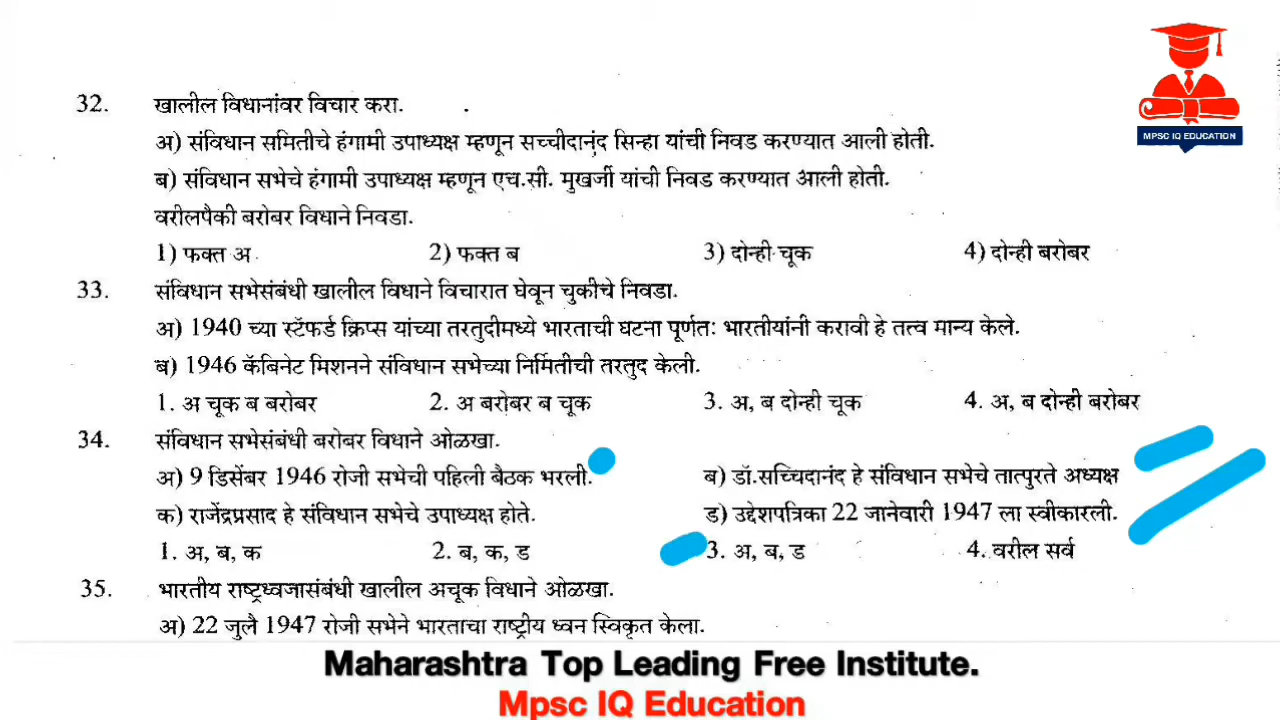 MPSC IQ EDUCATION
32. खालील विधानांवर विचार करा.
अ) संविधान समितीचे हंगामी उपाध्यक्ष म्हणून सच्चीदानंद सिन्हा यांची निवड करण्यात आली होती.
ब) संविधान सभेचे हंगामी उपाध्यक्ष म्हणून एच.सी. मुखर्जी यांची निवड करण्यात आली होती.
वरीलपैकी बरोबर विधाने निवडा.
1) फक्त अ 2) फक्त ब 3) दोन्ही चूक 4) दोन्ही बरोबर
33. संविधान सभेसंबंधी खालील विधाने विचारात घेवून चुकीचे निवडा.
अ) 1940 च्या स्टॅफर्ड क्रिप्स यांच्या तरतुदीमध्ये भारताची घटना पूर्णत: भारतीयांनी करावी हे तत्व मान्य केले.
ब) 1946 कॅबिनेट मिशनने संविधान सभेच्या निर्मितीची तरतुद केली.
1. अ चूक ब बरोबर 2. अ बरोबर ब चूक 3. अ, ब दोन्ही चूक 4. अ, ब दोन्ही बरोबर
34. संविधान सभेसंबंधी बरोबर विधाने ओळखा.
अ) 9 डिसेंबर 1946 रोजी सभेची पहिली बैठक भरली. ब) डॉ.सच्चिदानंद हे संविधान सभेचे तात्पुरते अध्यक्ष
क) राजेंद्रप्रसाद हे संविधान सभेचे उपाध्यक्ष होते. ड) उद्देशपत्रिका 22 जानेवारी 1947 ला स्वीकारली.
1. अ, ब, क 2. ब, क, ड 3. अ, ब, ड 4. वरील सर्व
35. भारतीय राष्ट्रध्वजासंबंधी खालील अचूक विधाने ओळखा.
अ) 22 जुलै 1947 रोजी सभेने भारताचा राष्ट्रीय ध्वन स्विकृत केला.
Maharashtra Top Leading Free Institute.
Mpsc IQ Education